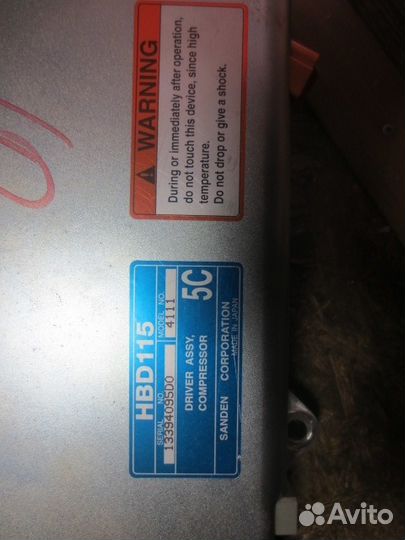 WARNING
During or immediately after operation,
do not touch this device, since high
temperature.
Do not drop or give a shock.
HBD115
SERIAL NO. MODEL NO.
13394095D0 4111
DRIVER ASSY,
COMPRESSOR 5C
SANDEN CORPORATION
MADE IN JAPAN
Avito